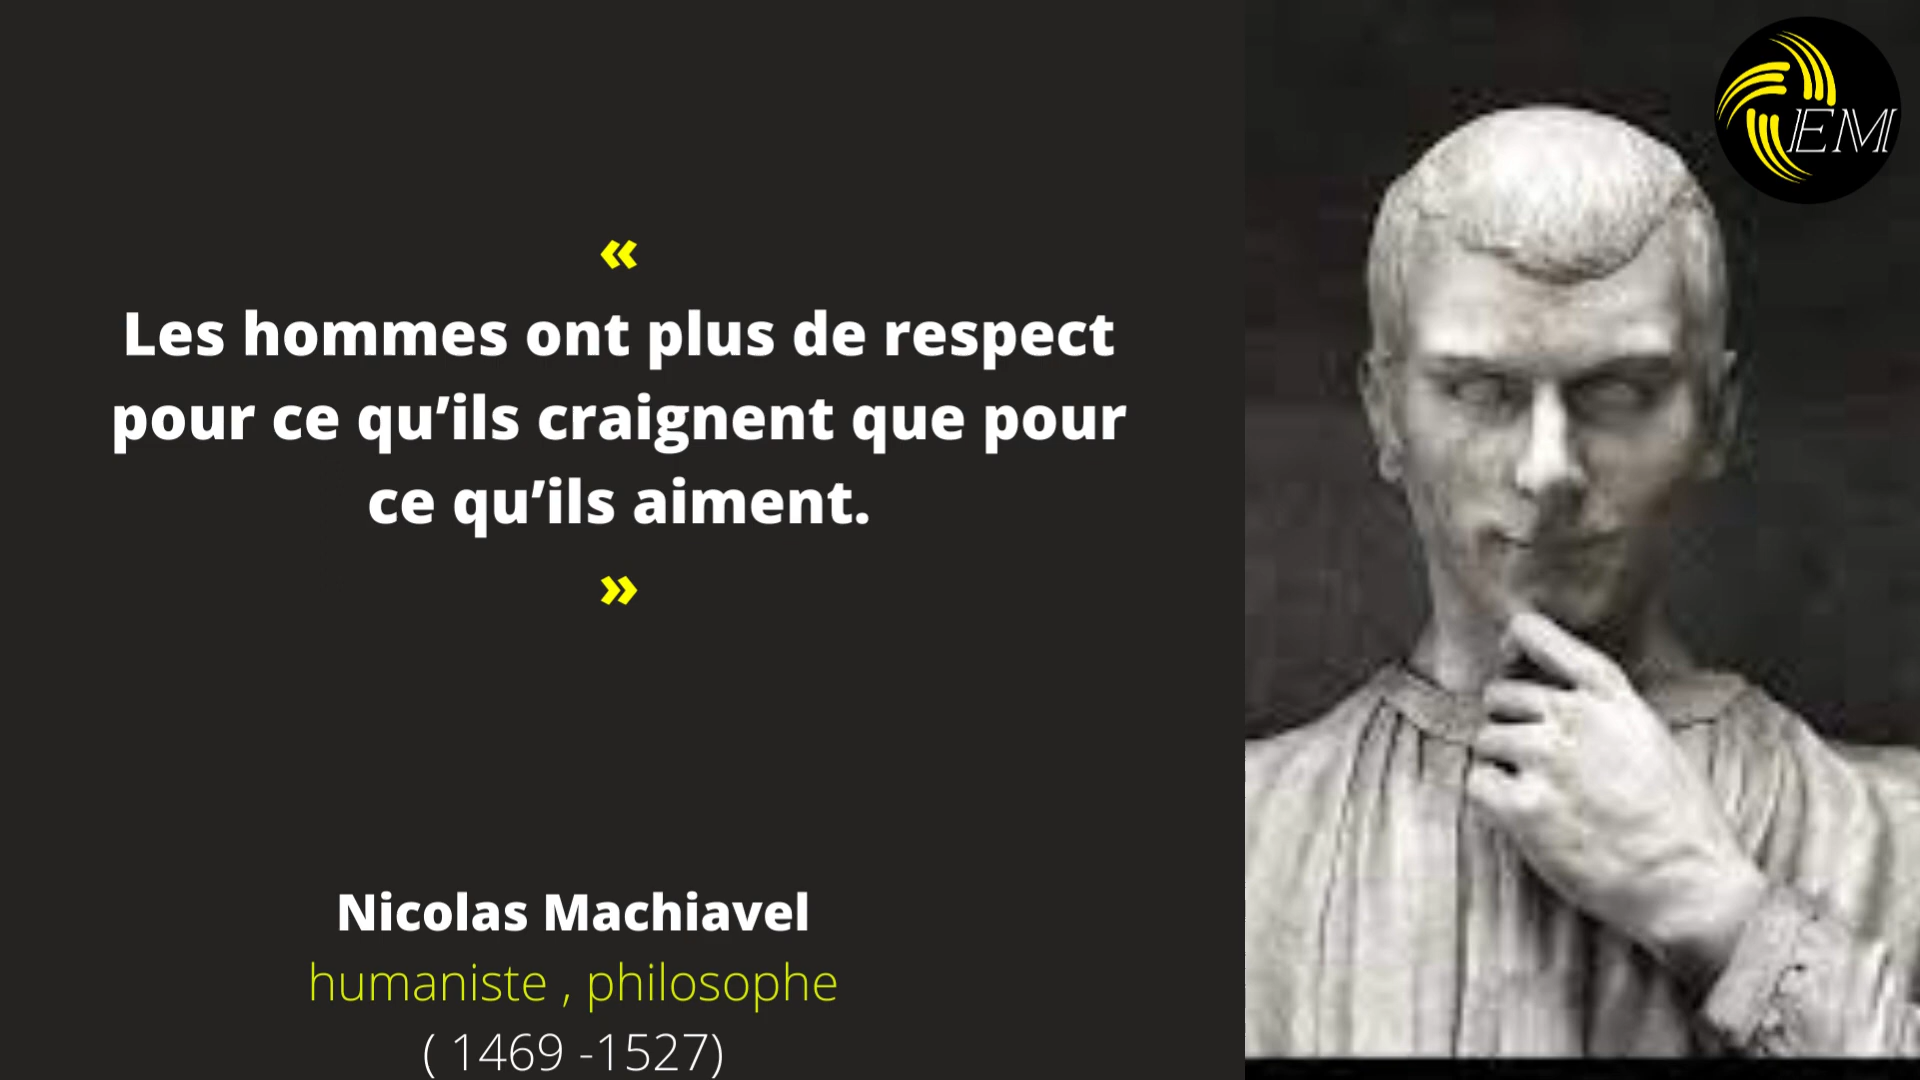 «
Les hommes ont plus de respect
pour ce qu’ils craignent que pour
ce qu’ils aiment.
»
Nicolas Machiavel
humaniste , philosophe
( 1469 -1527)
EMI